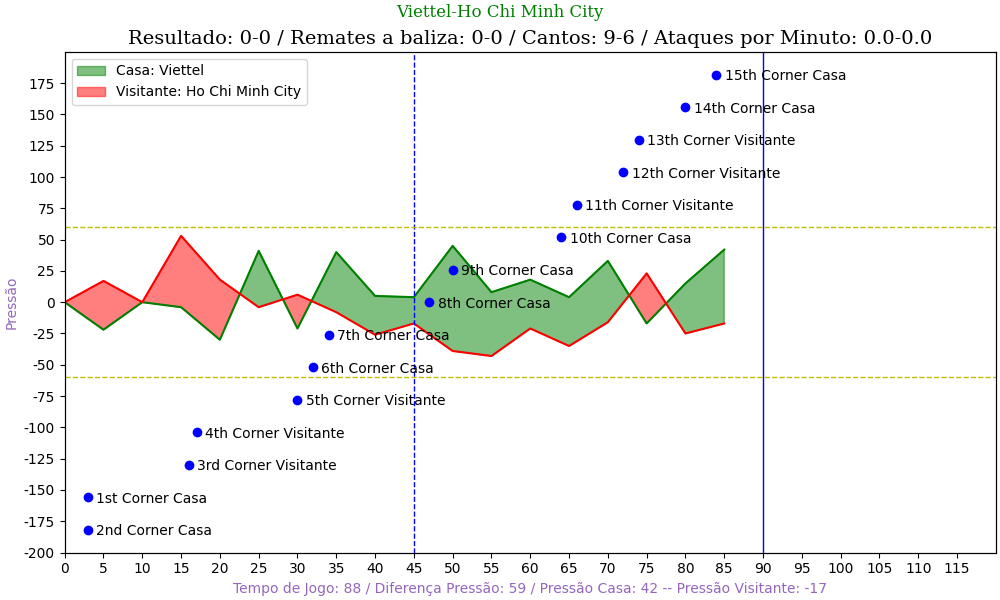 Viettel-Ho Chi Minh City
Resultado: 0-0 / Remates a baliza: 0-0 / Cantos: 9-6 / Ataques por Minuto: 0.0-0.0
Casa: Viettel
Visitante: Ho Chi Minh City
15th Corner Casa
14th Corner Casa
13th Corner Visitante
12th Corner Visitante
11th Corner Visitante
10th Corner Casa
9th Corner Casa
8th Corner Casa
7th Corner Casa
6th Corner Casa
5th Corner Visitante
4th Corner Visitante
3rd Corner Visitante
1st Corner Casa
2nd Corner Casa
Pressão
175
150
125
100
75
50
25
0
-25
-50
-75
-100
-125
-150
-175
-200
0 5 10 15 20 25 30 35 40 45 50 55 60 65 70 75 80 85 90 95 100 105 110 115
Tempo de Jogo: 88 / Diferença Pressão: 59 / Pressão Casa: 42 -- Pressão Visitante: -17